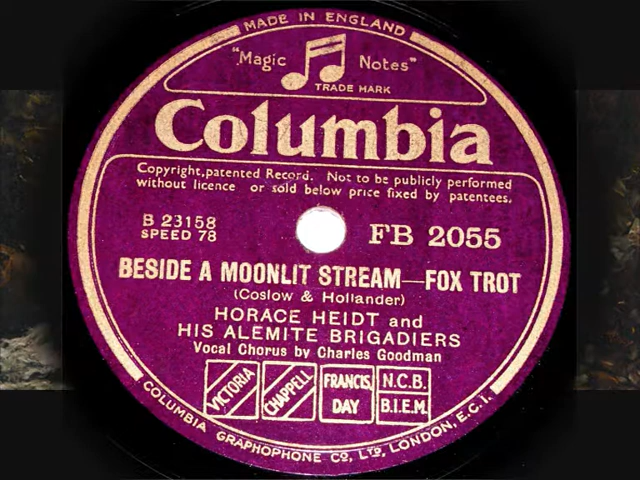 MADE IN ENGLAND
"Magic Notes"
TRADE MARK
Columbia
Copyright, patented Record. Not to be publicly performed
without licence or sold below price fixed by patentees.
B 23158
SPEED 78
FB 2055
BESIDE A MOONLIT STREAM—FOX TROT
(Coslow & Hollander)
HORACE HEIDT and
HIS ALEMITE BRIGADIERS
Vocal Chorus by Charles Goodman
VICTORIA
CHAPPELL
FRANCIS, DAY
N.C.B.
B.I.E.M.
COLUMBIA GRAPHOPHONE Co, LTD, LONDON, E.C.1.